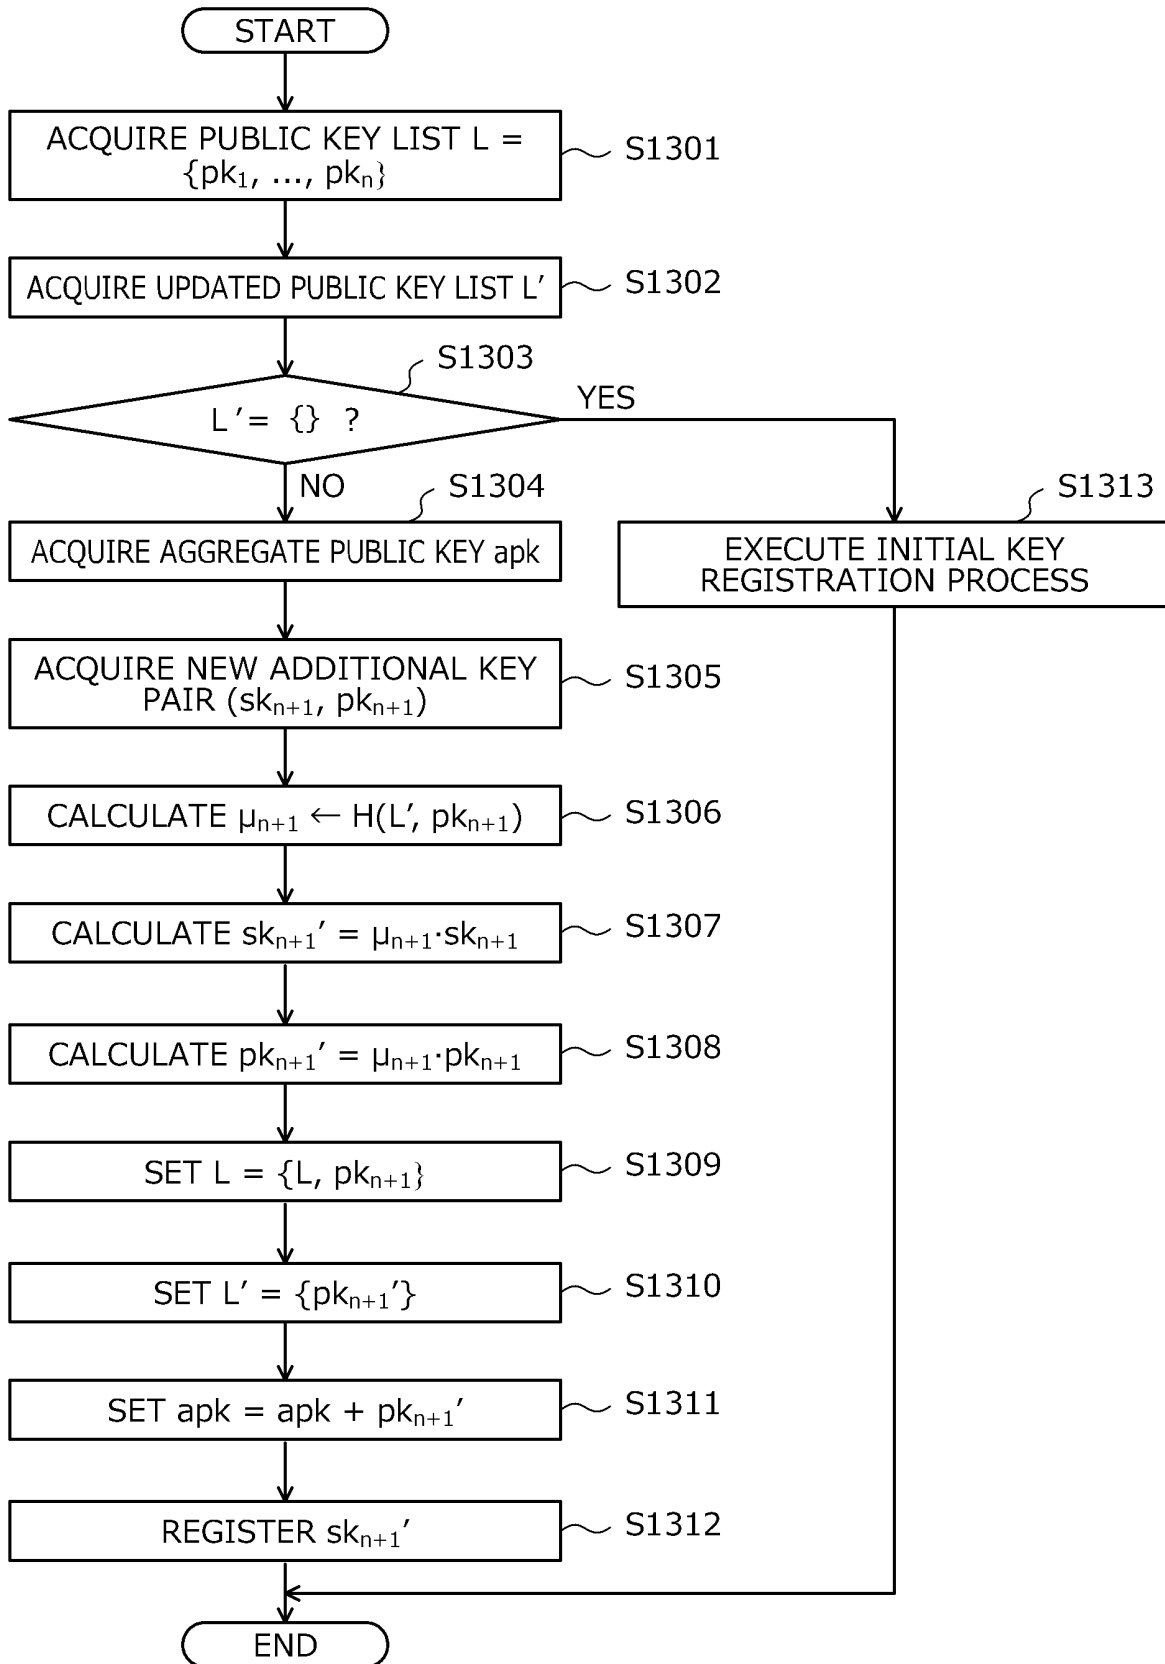 START
ACQUIRE PUBLIC KEY LIST L =
{pk₁, ..., pkₙ}
S1301
ACQUIRE UPDATED PUBLIC KEY LIST L′
S1302
S1303
L′= {} ?
YES
NO
S1304
ACQUIRE AGGREGATE PUBLIC KEY apk
S1313
EXECUTE INITIAL KEY
REGISTRATION PROCESS
ACQUIRE NEW ADDITIONAL KEY
PAIR (skₙ₊₁, pkₙ₊₁)
S1305
CALCULATE μₙ₊₁ ← H(L′, pkₙ₊₁)
S1306
CALCULATE skₙ₊₁′ = μₙ₊₁·skₙ₊₁
S1307
CALCULATE pkₙ₊₁′ = μₙ₊₁·pkₙ₊₁
S1308
SET L = {L, pkₙ₊₁}
S1309
SET L′ = {pkₙ₊₁′}
S1310
SET apk = apk + pkₙ₊₁′
S1311
REGISTER skₙ₊₁′
S1312
END